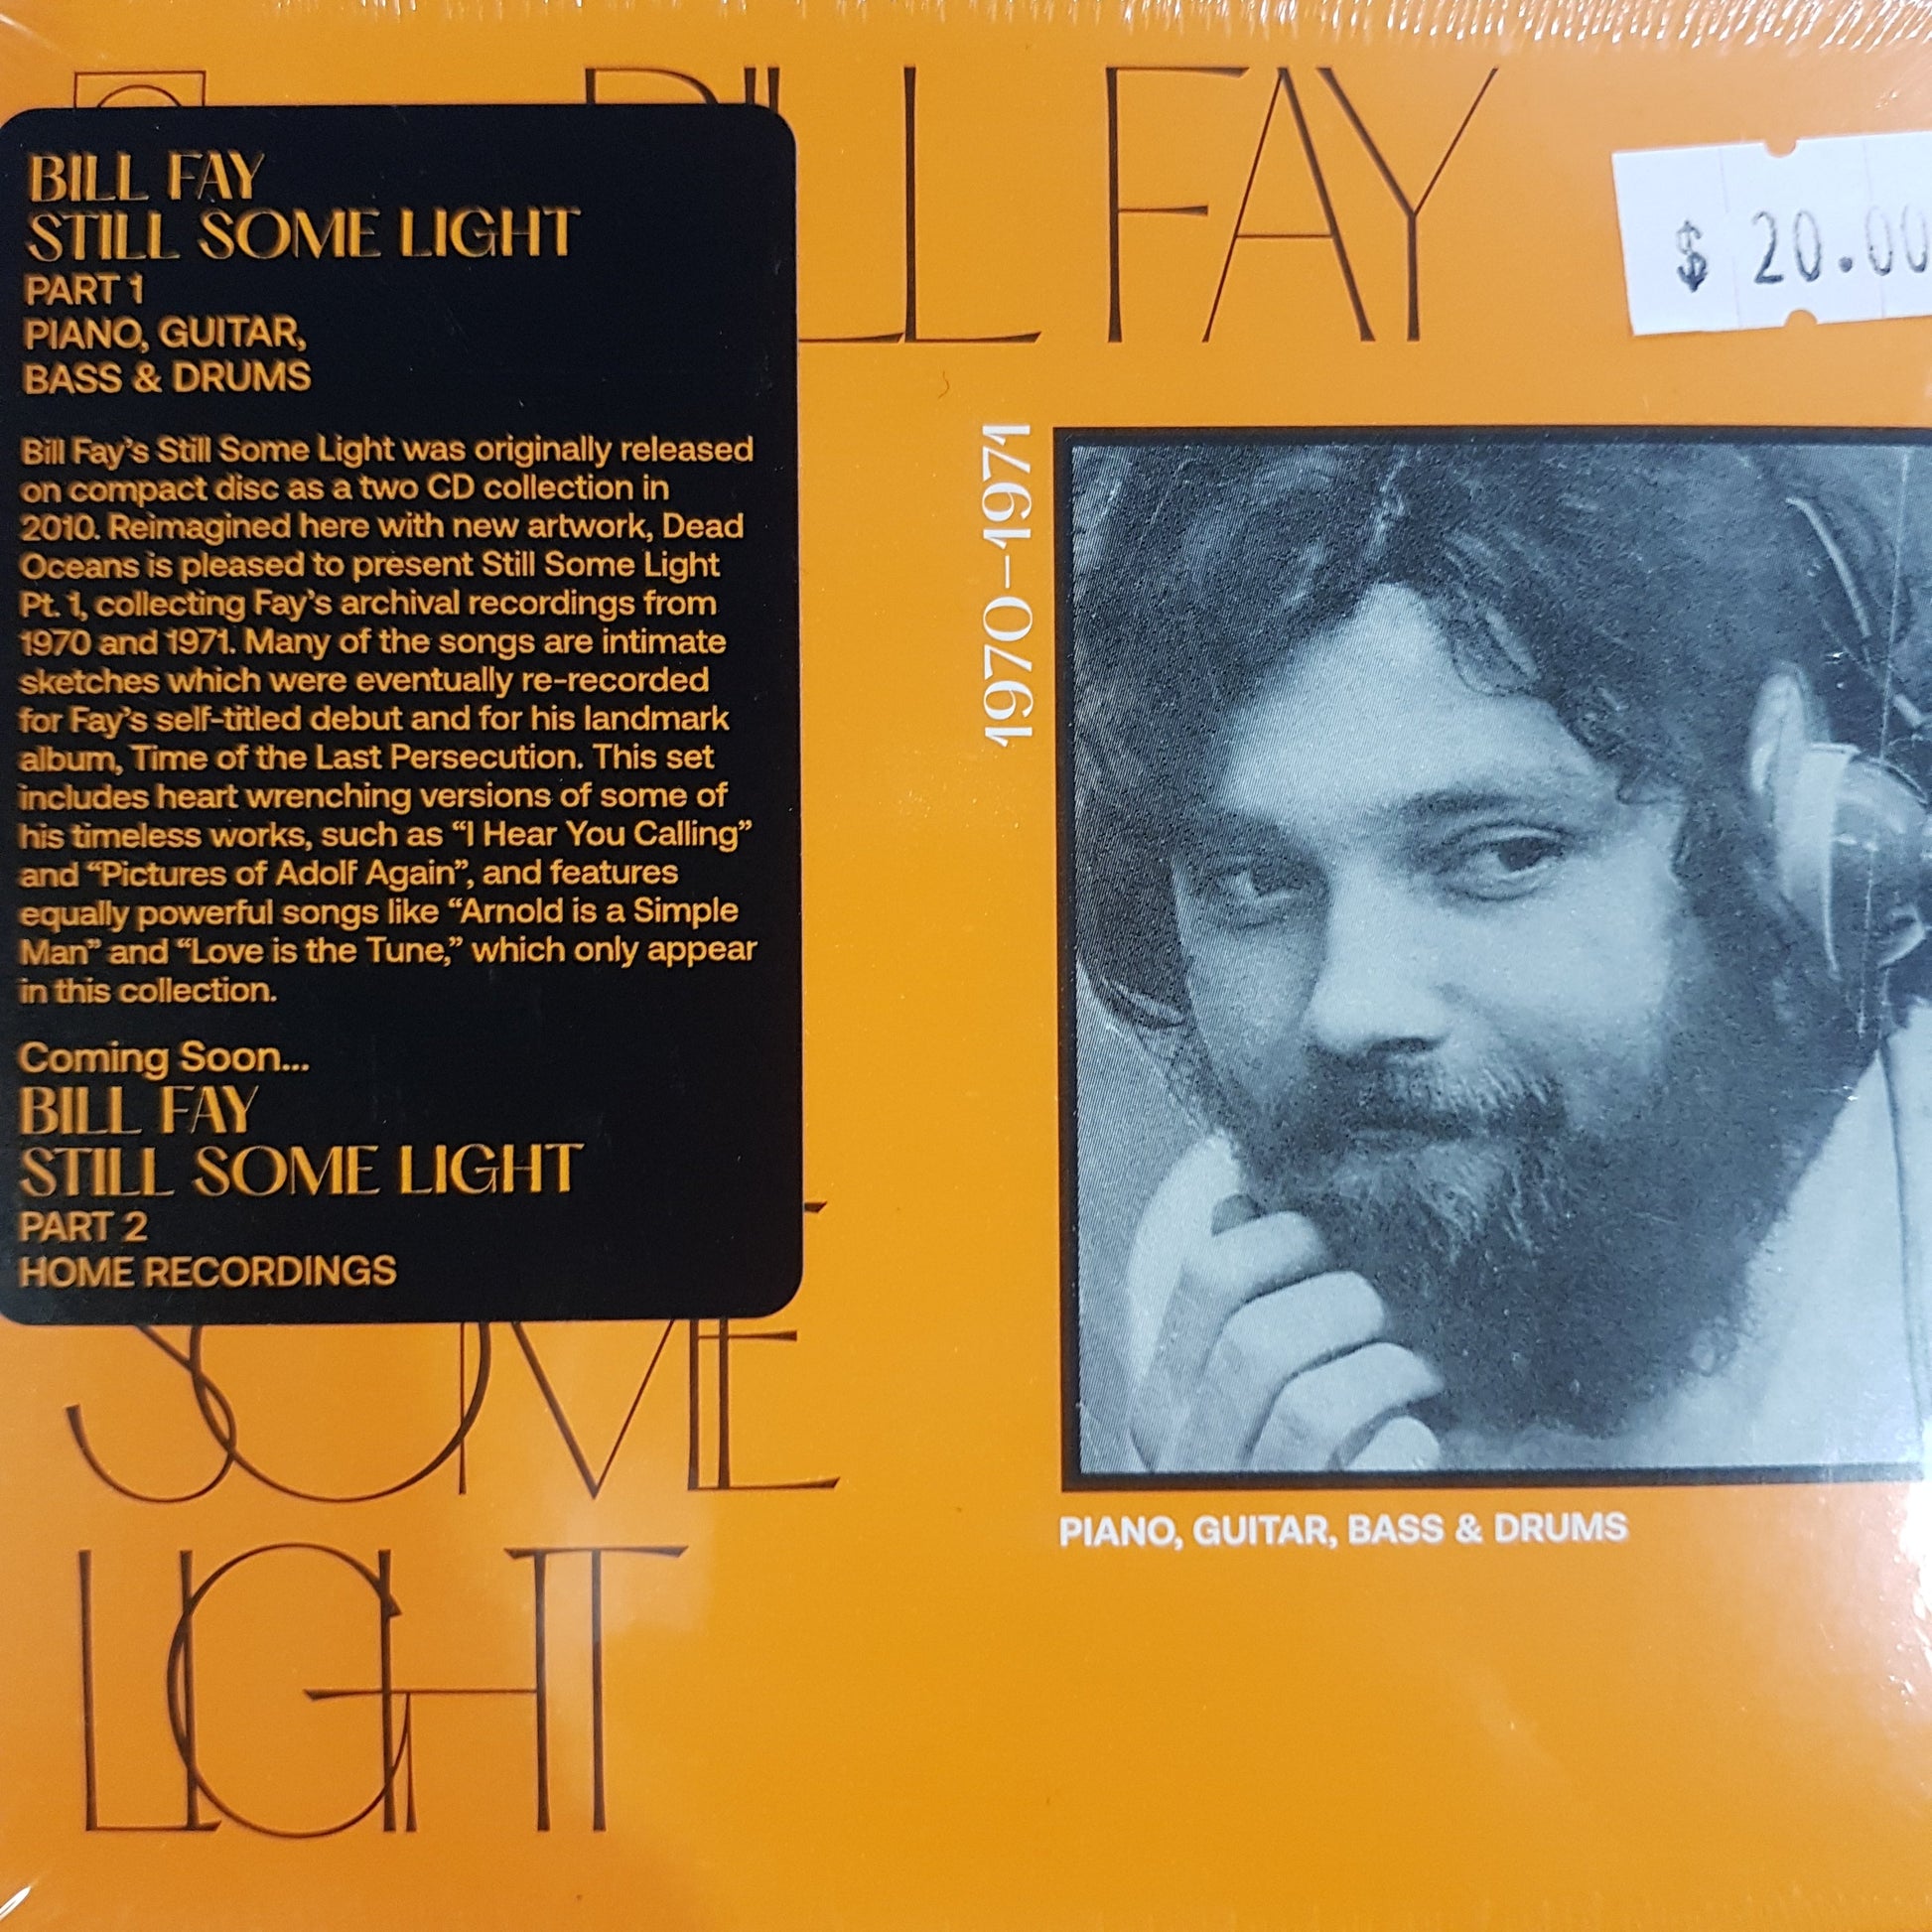 BILL FAY
$ 20.00
BILL FAY
STILL SOME LIGHT
PART 1
PIANO, GUITAR,
BASS & DRUMS
Bill Fay's Still Some Light was originally released
on compact disc as a two CD collection in
2010. Reimagined here with new artwork, Dead
Oceans is pleased to present Still Some Light
Pt. 1, collecting Fay's archival recordings from
1970 and 1971. Many of the songs are intimate
sketches which were eventually re-recorded
for Fay's self-titled debut and for his landmark
album, Time of the Last Persecution. This set
includes heart wrenching versions of some of
his timeless works, such as “I Hear You Calling”
and “Pictures of Adolf Again”, and features
equally powerful songs like “Arnold is a Simple
Man” and “Love is the Tune,” which only appear
in this collection.
Coming Soon...
BILL FAY
STILL SOME LIGHT
PART 2
HOME RECORDINGS
1970–1971
PIANO, GUITAR, BASS & DRUMS
SOME
LIGHT